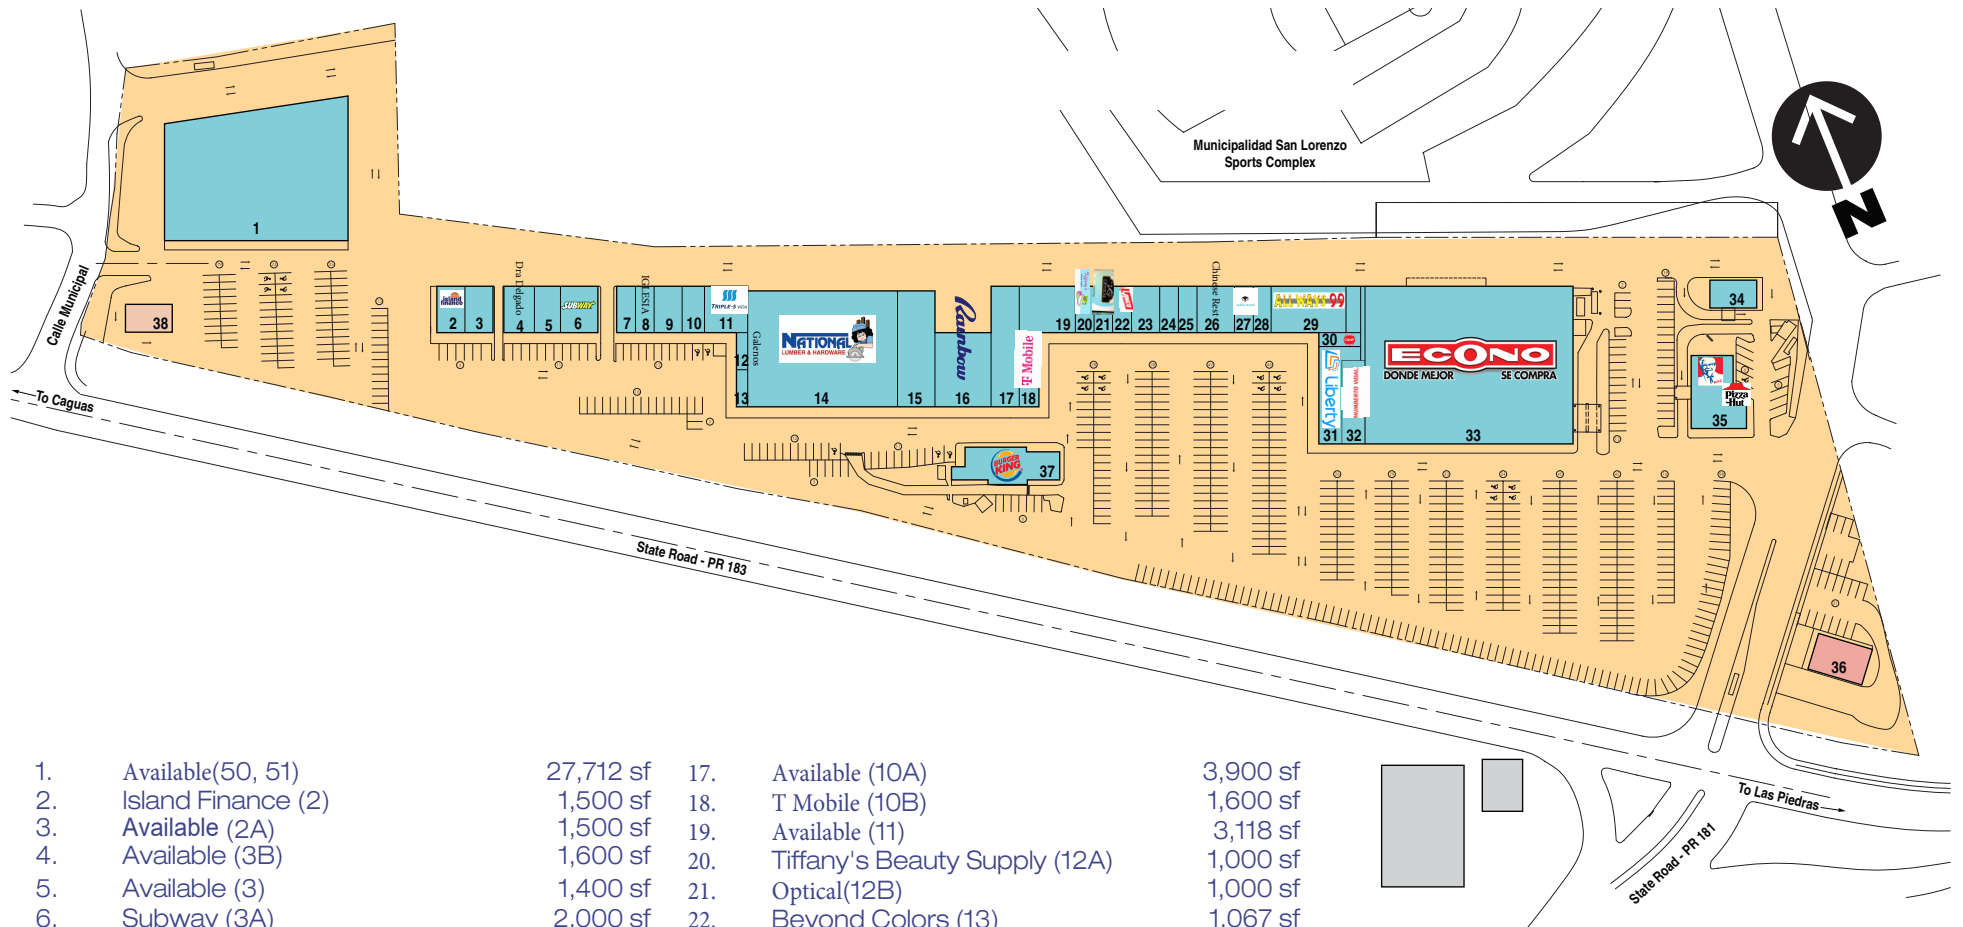 Municipalidad San Lorenzo
Sports Complex
N
1
Calle Municipal
38
To Caguas
Island Finance
2
3
Dra Delgado
4
5
SUBWAY
6
7
IGLESIA
8
9
10
TRIPLE-S VIDA
11
Galenos
12
13
NATIONAL
LUMBER & HARDWARE
14
15
Rainbow
16
17
T Mobile
18
19
20
21
22
23
24
25
Chinese Rest
26
27
28
ALL WAYS 99
29
30
Liberty
31
HUMBERTO VIDAL
32
ECONO
DONDE MEJOR SE COMPRA
33
34
KFC
Pizza Hut
35
36
BURGER KING
37
State Road - PR 183
To Las Piedras
State Road - PR 181
1. Available(50, 51) 27,712 sf
2. Island Finance (2) 1,500 sf
3. Available (2A) 1,500 sf
4. Available (3B) 1,600 sf
5. Available (3) 1,400 sf
6. Subway (3A) 2,000 sf
17. Available (10A) 3,900 sf
18. T Mobile (10B) 1,600 sf
19. Available (11) 3,118 sf
20. Tiffany's Beauty Supply (12A) 1,000 sf
21. Optical(12B) 1,000 sf
22. Beyond Colors (13) 1,067 sf